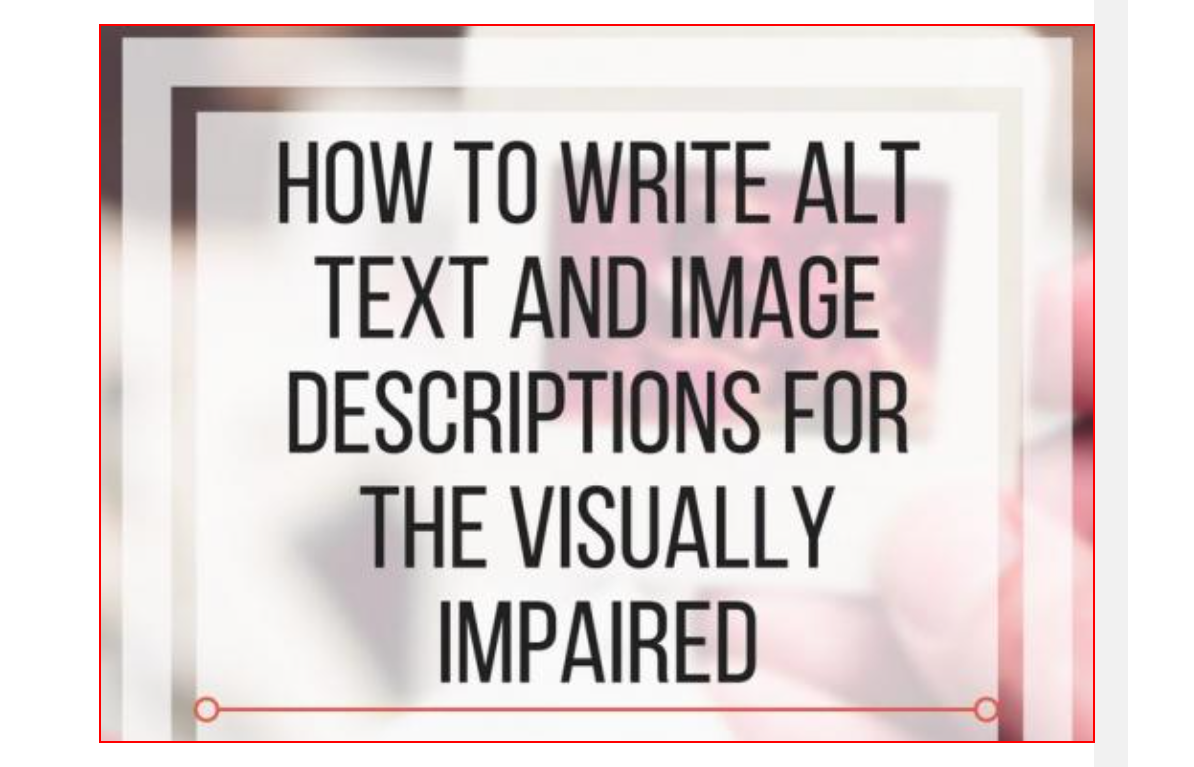 HOW TO WRITE ALT
TEXT AND IMAGE
DESCRIPTIONS FOR
THE VISUALLY
IMPAIRED